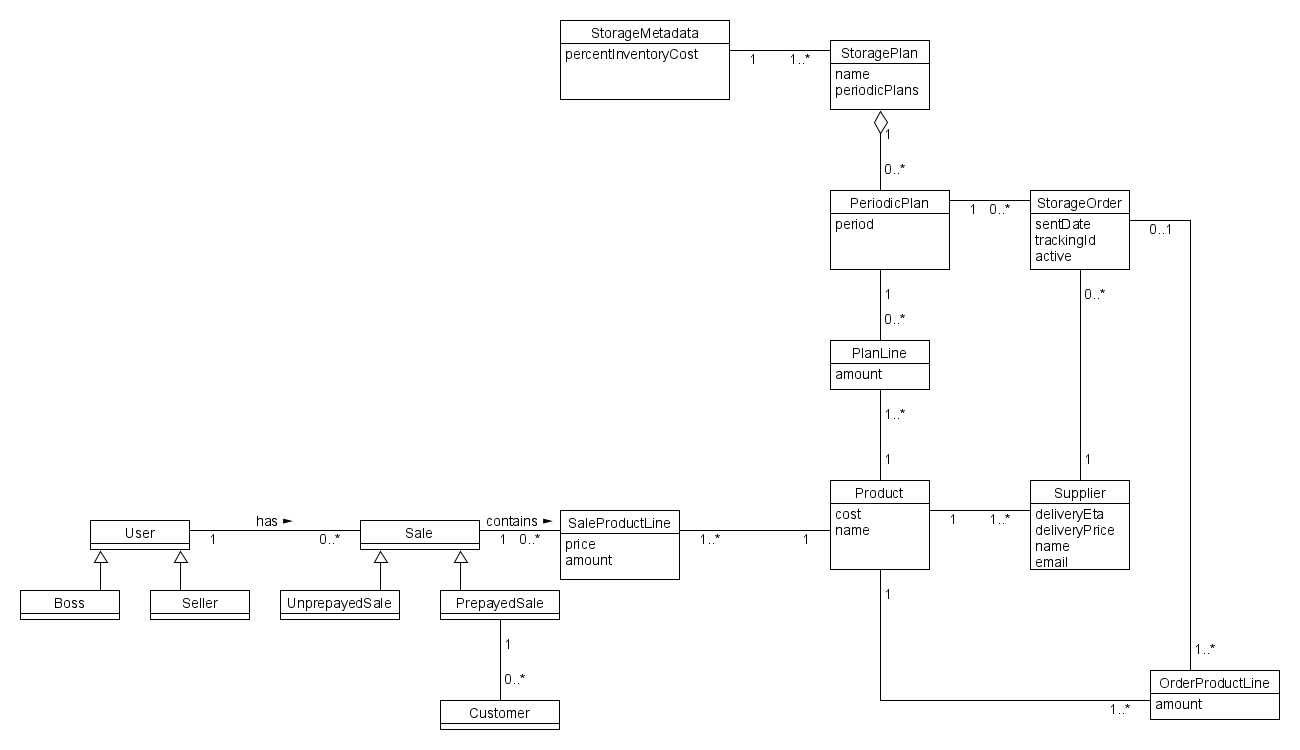 StorageMetadata
percentInventoryCost
1
1..*
StoragePlan
name
periodicPlans
1
0..*
PeriodicPlan
period
1
0..*
StorageOrder
sentDate
trackingId
active
0..1
1
0..*
0..*
PlanLine
amount
1..*
1
1
Product
cost
name
1
1..*
Supplier
deliveryEta
deliveryPrice
name
email
User
has ►
1
0..*
Sale
contains ►
1
0..*
SaleProductLine
price
amount
1..*
1
Boss
Seller
UnprepayedSale
PrepayedSale
1
1
0..*
Customer
1..*
OrderProductLine
amount
1..*